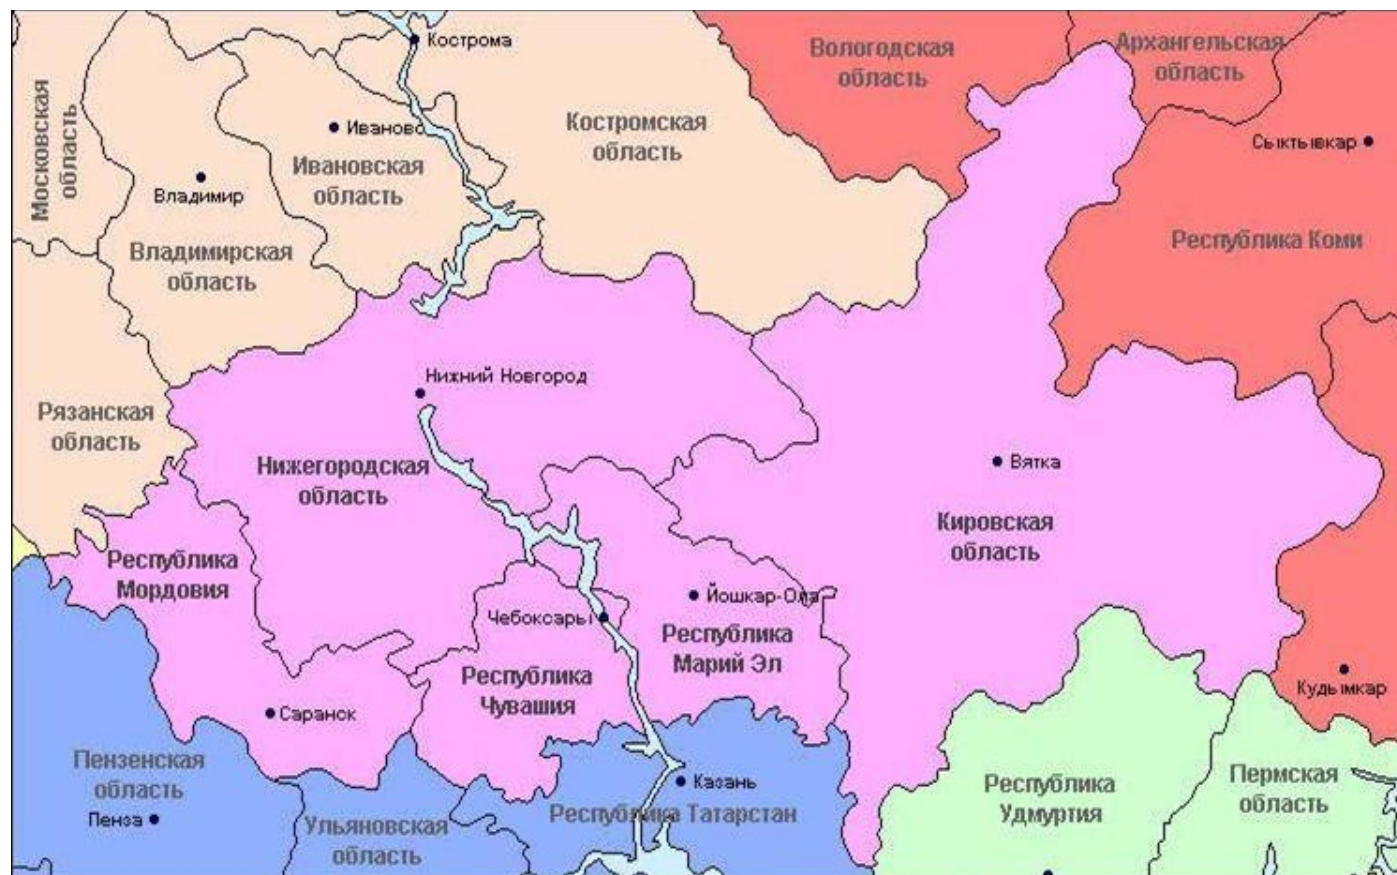 Кострома
Вологодская
область
Архангельская
область
Московская
область
Иваново
Костромская
область
Сыктывкар
Ивановская
область
Владимир
Владимирская
область
Республика Коми
Нижний Новгород
Рязанская
область
Нижегородская
область
Вятка
Кировская
область
Республика
Мордовия
Йошкар-Ола
Чебоксары
Республика
Марий Эл
Республика
Чувашия
Кудымкар
Саранск
Пензенская
область
Пенза
Казань
Республика Татарстан
Ульяновская
область
Республика
Удмуртия
Пермская
область